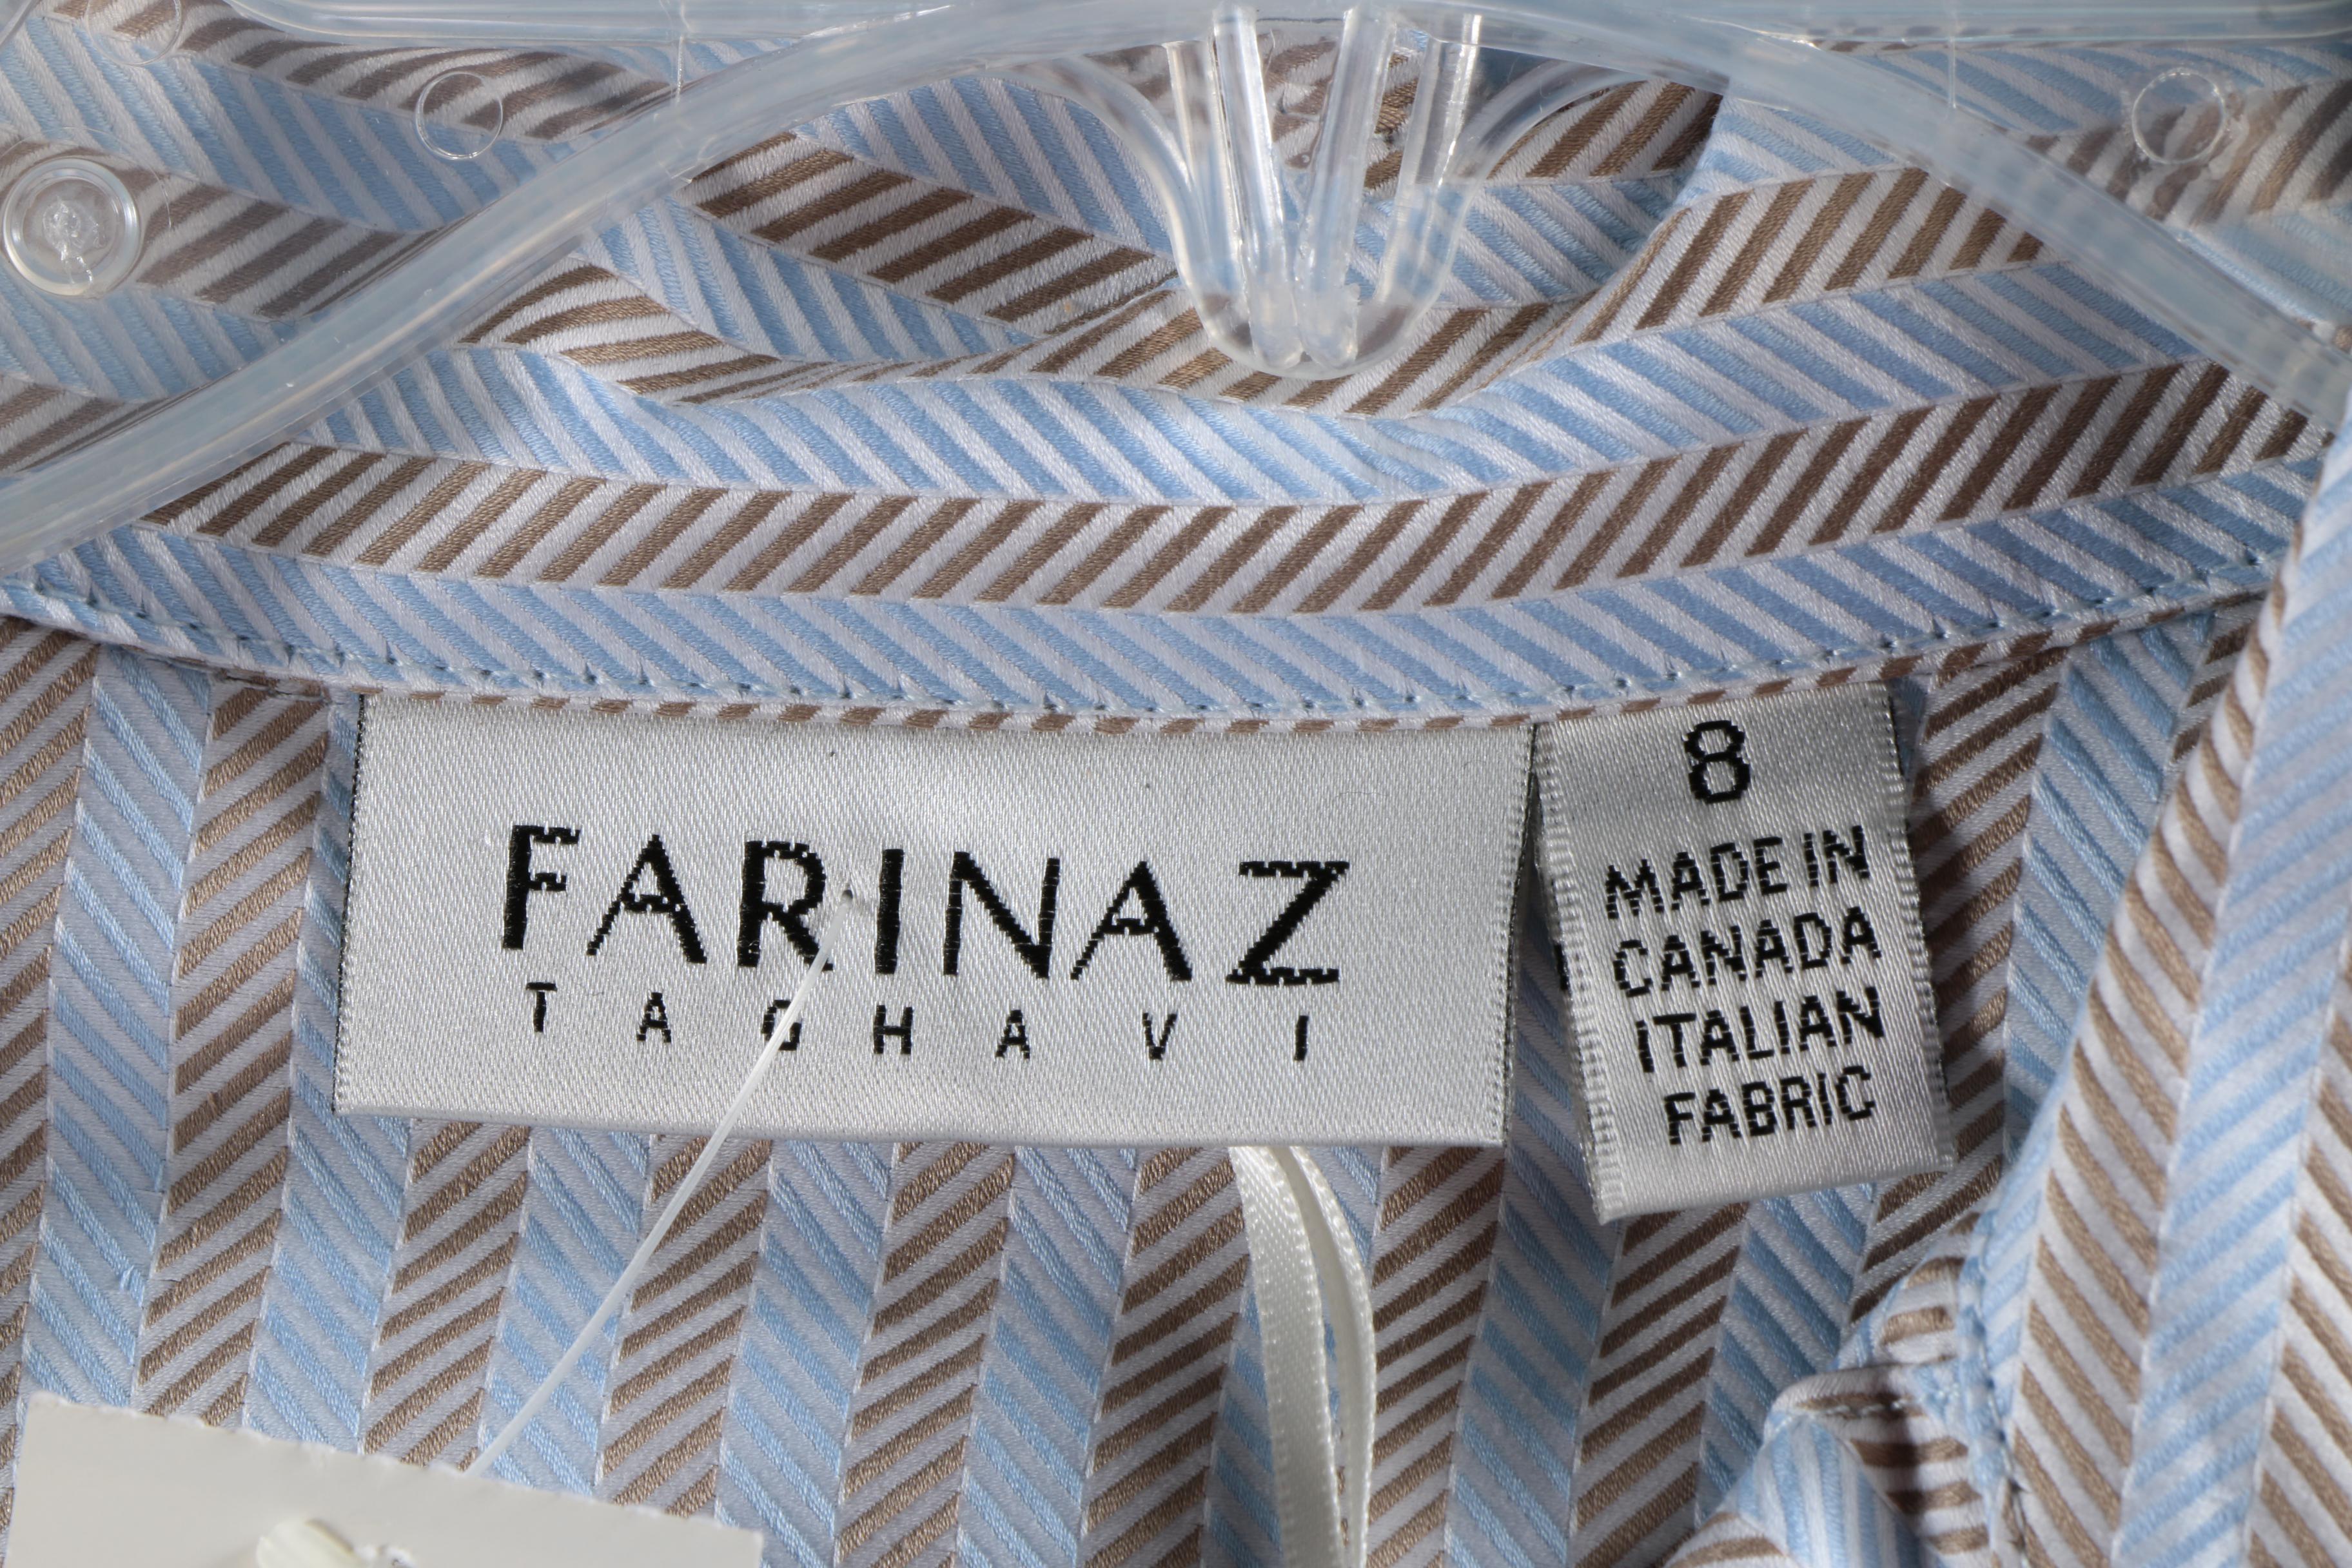 FARINAZ
TAGHAVI
8
MADE IN
CANADA
ITALIAN
FABRIC